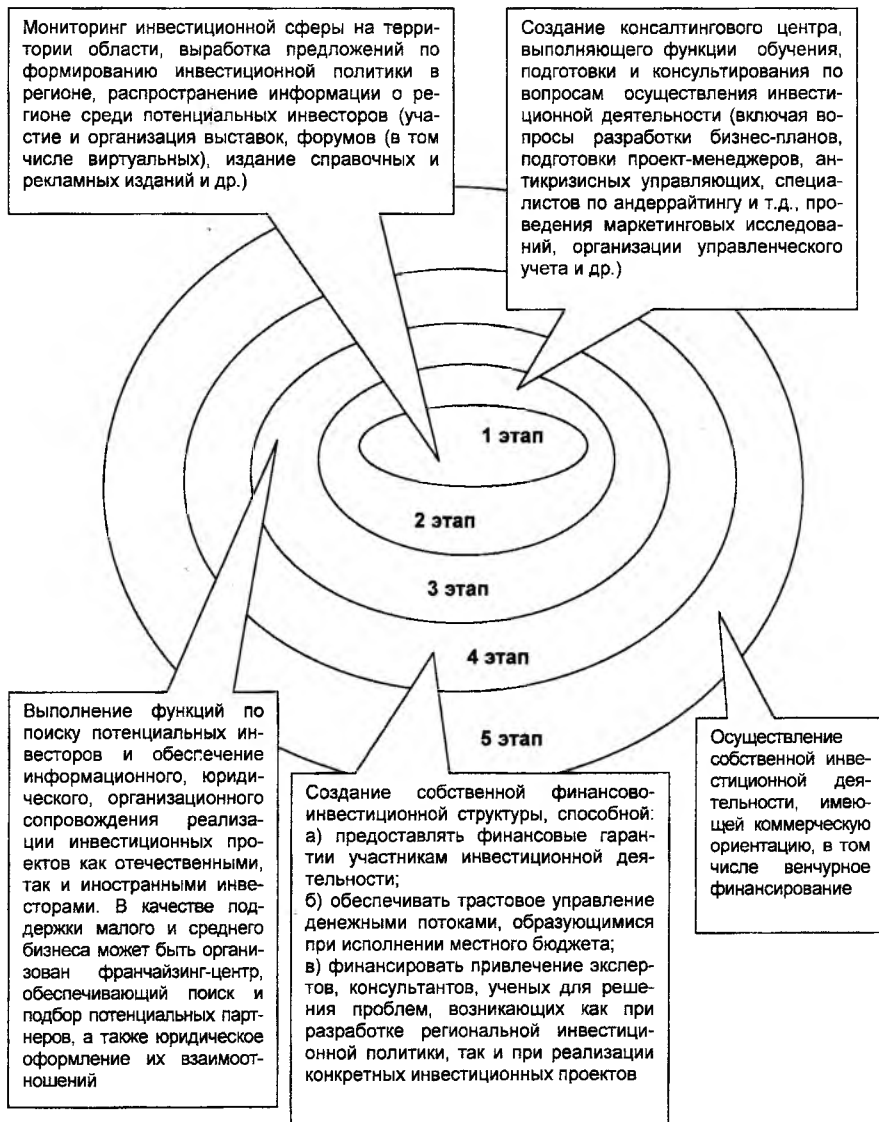 Мониторинг инвестиционной сферы на терри-
тории области, выработка предложений по
формированию инвестиционной политики в
регионе, распространение информации о ре-
гионе среди потенциальных инвесторов (уча-
стие и организация выставок, форумов (в том
числе виртуальных), издание справочных и
рекламных изданий и др.)
Создание консалтингового центра,
выполняющего функции обучения,
подготовки и консультирования по
вопросам осуществления инвести-
ционной деятельности (включая во-
просы разработки бизнес-планов,
подготовки проект-менеджеров, ан-
тикризисных управляющих, специа-
листов по андеррайтингу и т.д., про-
ведения маркетинговых исследова-
ний, организации управленческого
учета и др.)
1 этап
2 этап
3 этап
4 этап
5 этап
Выполнение функций по
поиску потенциальных ин-
весторов и обеспечение
информационного, юриди-
ческого, организационного
сопровождения реализа-
ции инвестиционных про-
ектов как отечественными,
так и иностранными инве-
сторами. В качестве под-
держки малого и среднего
бизнеса может быть органи-
зован франчайзинг-центр,
обеспечивающий поиск и
подбор потенциальных парт-
неров, а также юридическое
оформление их взаимоот-
ношений
Создание собственной финансово-
инвестиционной структуры, способной:
а) предоставлять финансовые гаран-
тии участникам инвестиционной дея-
тельности;
б) обеспечивать трастовое управление
денежными потоками, образующимися
при исполнении местного бюджета;
в) финансировать привлечение экспер-
тов, консультантов, ученых для реше-
ния проблем, возникающих как при
разработке региональной инвестици-
онной политики, так и при реализации
конкретных инвестиционных проектов
Осуществление
собственной инве-
стиционной дея-
тельности, имею-
щей коммерческую
ориентацию, в том
числе венчурное
финансирование